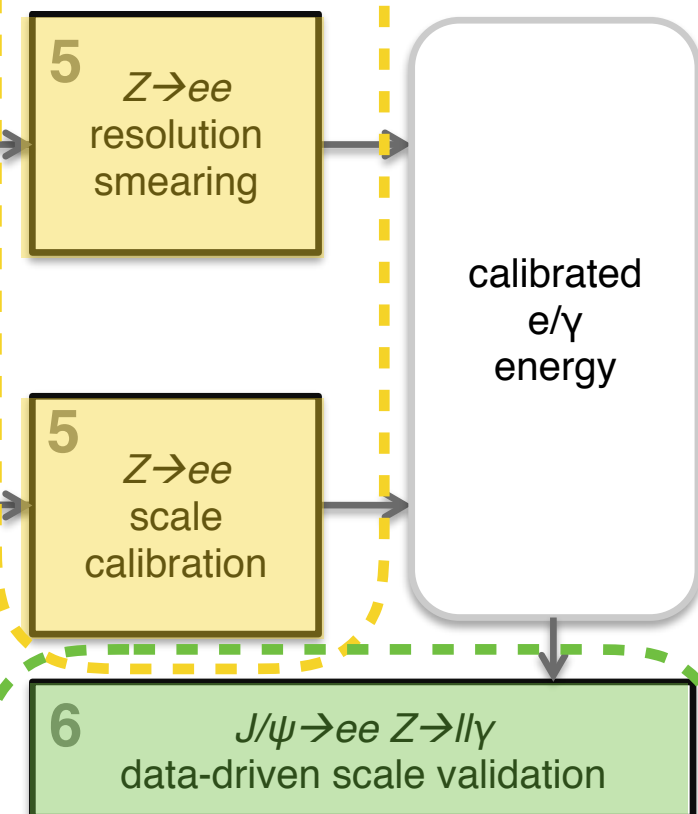 5
Z→ee
resolution
smearing
calibrated
e/γ
energy
5
Z→ee
scale
calibration
6
J/ψ→ee Z→llγ
data-driven scale validation